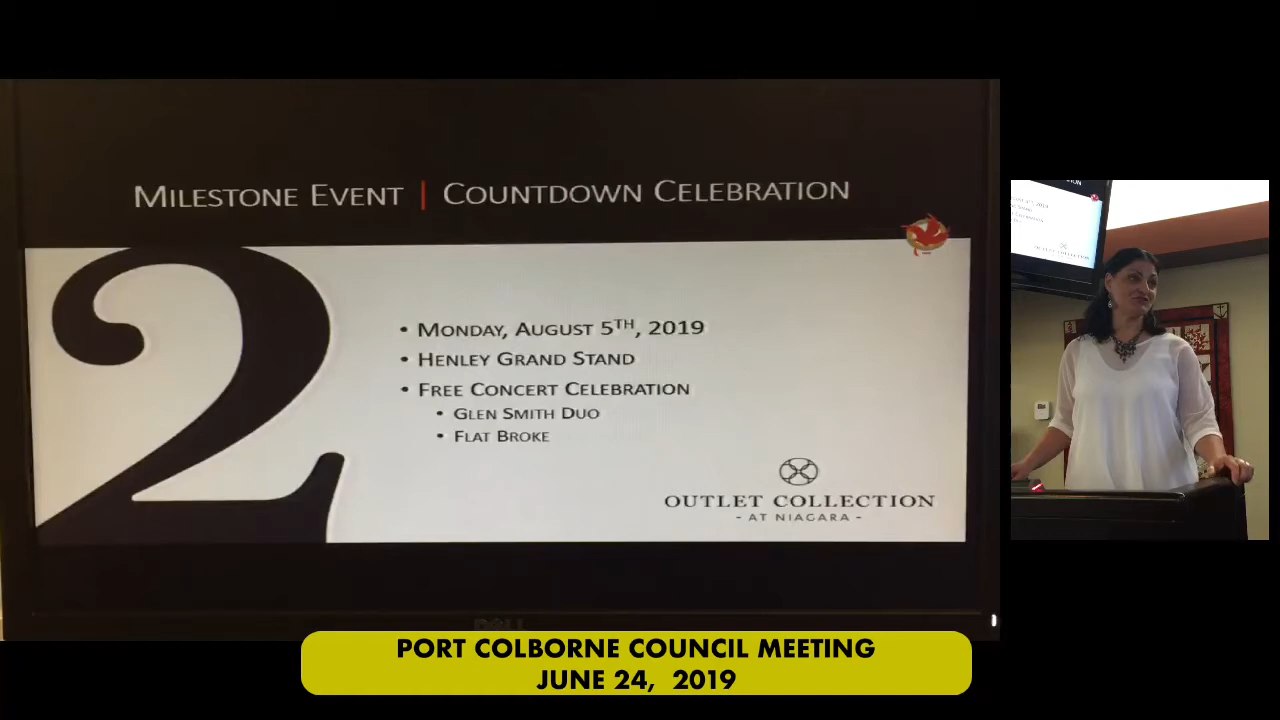 MILESTONE EVENT | COUNTDOWN CELEBRATION
2
• MONDAY, AUGUST 5TH, 2019
• HENLEY GRAND STAND
• FREE CONCERT CELEBRATION
• GLEN SMITH DUO
• FLAT BROKE
OUTLET COLLECTION
- AT NIAGARA -
DELL
PORT COLBORNE COUNCIL MEETING
JUNE 24, 2019